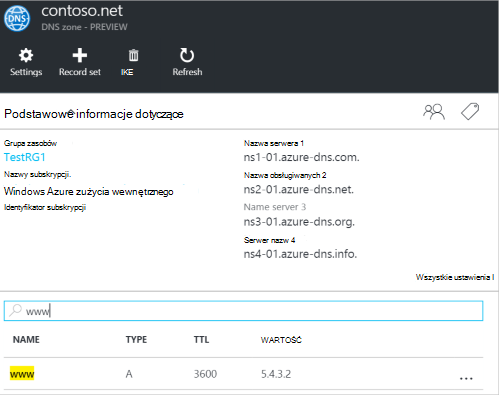 DNS
contoso.net
DNS zone - PREVIEW
Settings
Record set
IKE
Refresh
Podstawowe informacje dotyczące
Grupa zasobów
TestRG1
Nazwy subskrypcji.
Windows Azure zużycia wewnętrznego
Identyfikator subskrypcji
Nazwa serwera 1
ns1-01.azure-dns.com.
Nazwa obsługiwanych 2
ns2-01.azure-dns.net.
Name server 3
ns3-01.azure-dns.org.
Serwer nazw 4
ns4-01.azure-dns.info.
Wszystkie ustawienia I
www
NAME TYPE TTL WARTOŚĆ
www A 3600 5.4.3.2 ...